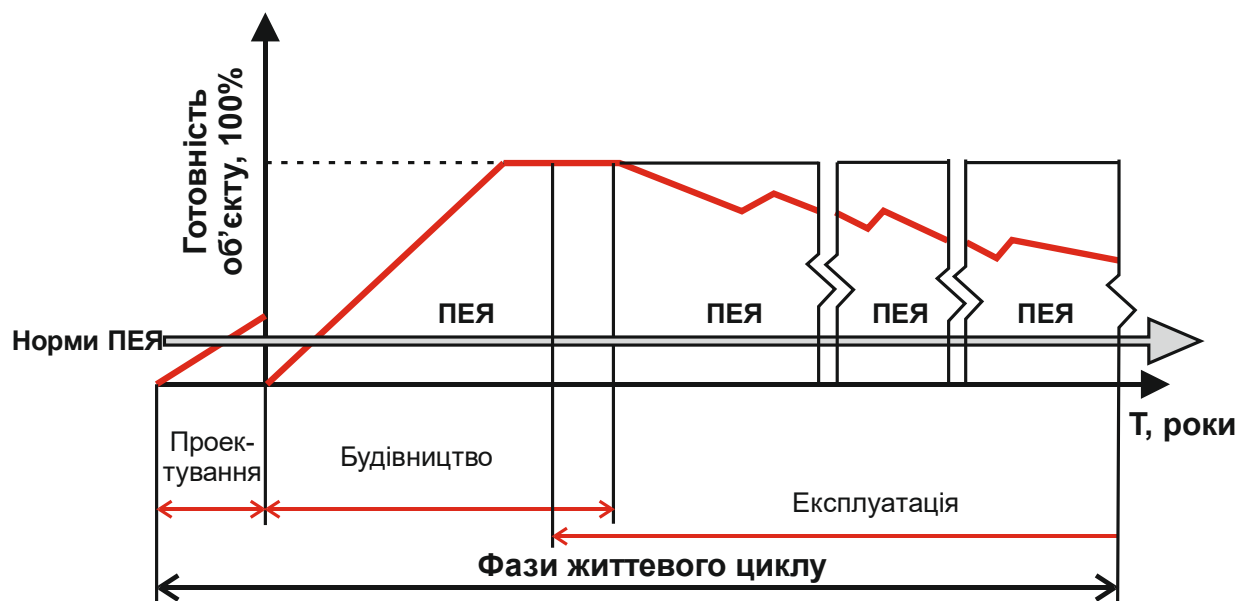 Готовність
об’єкту, 100%
ПЕЯ
ПЕЯ
ПЕЯ
ПЕЯ
Норми ПЕЯ
Т, роки
Проек-
тування
Будівництво
Експлуатація
Фази життевого циклу